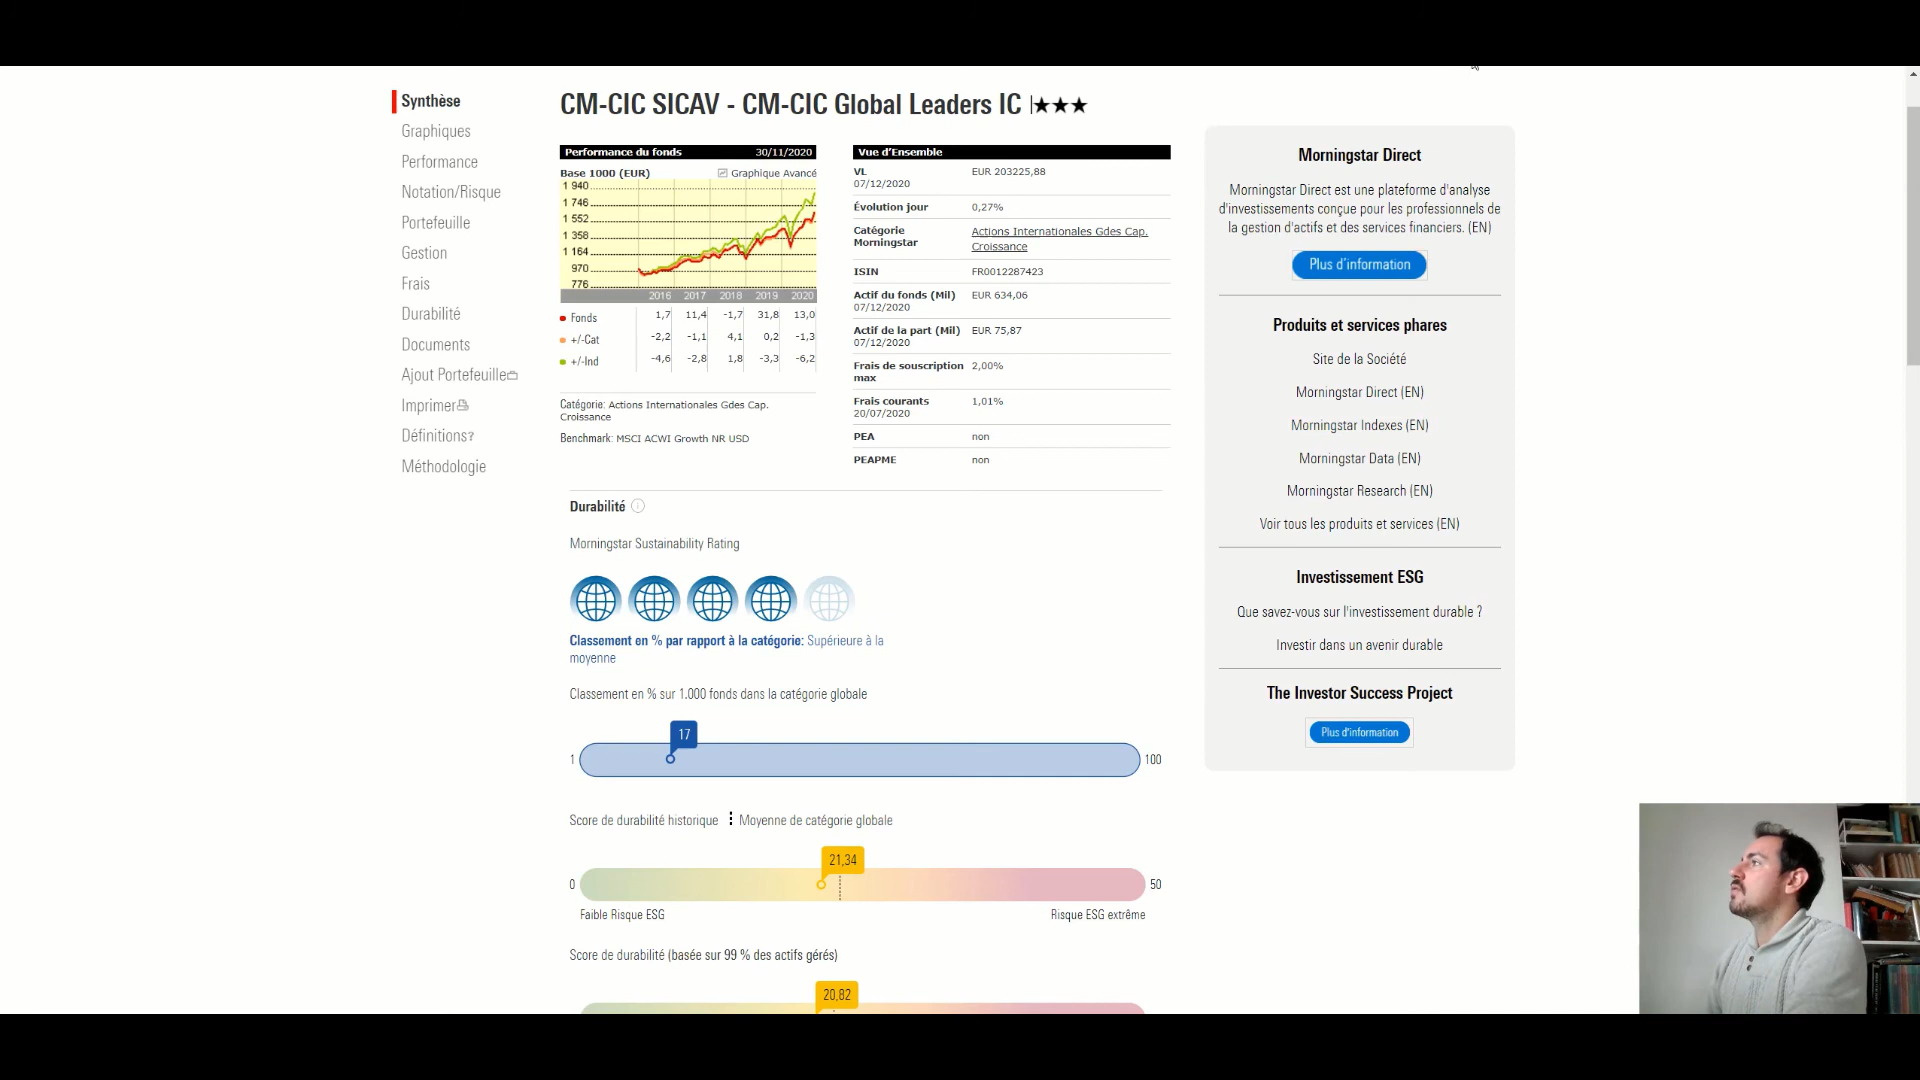 Synthèse
Graphiques
Performance
Notation/Risque
Portefeuille
Gestion
Frais
Durabilité
Documents
Ajout Portefeuille
Imprimer
Définitions?
Méthodologie
CM-CIC SICAV - CM-CIC Global Leaders IC |★★★
Performance du fonds 30/11/2020
Base 1000 (EUR) Graphique Avancé
1 940
1 746
1 552
1 358
1 164
970
776
2016 2017 2018 2019 2020
Fonds 1,7 11,4 -1,7 31,8 13,0
+/-Cat -2,2 -1,1 4,1 0,2 -1,3
+/-Ind -4,6 -2,8 1,8 -3,3 -6,2
Catégorie: Actions Internationales Gdes Cap.
Croissance
Benchmark: MSCI ACWI Growth NR USD
Vue d'Ensemble
VL EUR 203225,88
07/12/2020
Évolution jour 0,27%
Catégorie Actions Internationales Gdes Cap.
Morningstar Croissance
ISIN FR0012287423
Actif du fonds (Mil) EUR 634,06
07/12/2020
Actif de la part (Mil) EUR 75,87
07/12/2020
Frais de souscription 2,00%
max
Frais courants 1,01%
20/07/2020
PEA non
PEAPME non
Durabilité
Morningstar Sustainability Rating
Classement en % par rapport à la catégorie: Supérieure à la
moyenne
Classement en % sur 1.000 fonds dans la catégorie globale
17
1 100
Score de durabilité historique Moyenne de catégorie globale
21,34
0 50
Faible Risque ESG Risque ESG extrême
Score de durabilité (basée sur 99 % des actifs gérés)
20,82
Morningstar Direct
Morningstar Direct est une plateforme d'analyse
d'investissements conçue pour les professionnels de
la gestion d'actifs et des services financiers. (EN)
Plus d'information
Produits et services phares
Site de la Société
Morningstar Direct (EN)
Morningstar Indexes (EN)
Morningstar Data (EN)
Morningstar Research (EN)
Voir tous les produits et services (EN)
Investissement ESG
Que savez-vous sur l'investissement durable ?
Investir dans un avenir durable
The Investor Success Project
Plus d'information